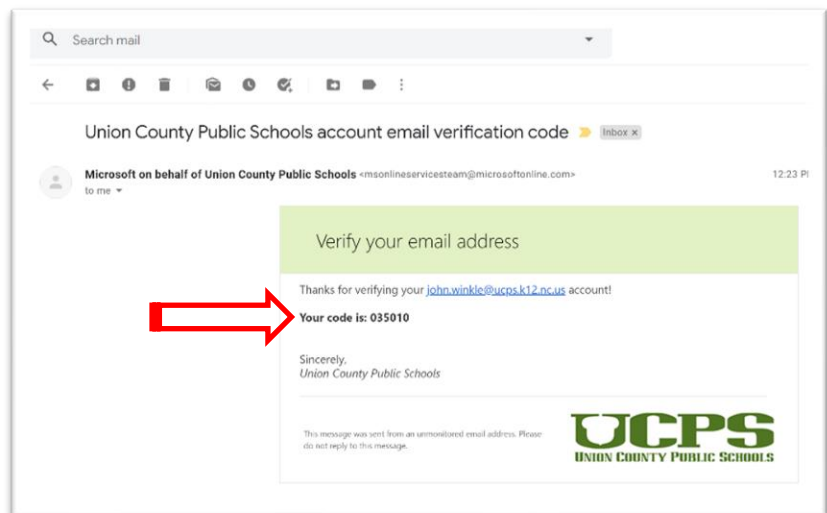 Search mail
Union County Public Schools account email verification code Inbox x
Microsoft on behalf of Union County Public Schools <msonlineservicesteam@microsoftonline.com> 12:23 P
to me
Verify your email address
Thanks for verifying your john.winkle@ucps.k12.nc.us account!
Your code is: 035010
Sincerely,
Union County Public Schools
This message was sent from an unmonitored email address. Please
do not reply to this message.
UCPS
UNION COUNTY PUBLIC SCHOOLS